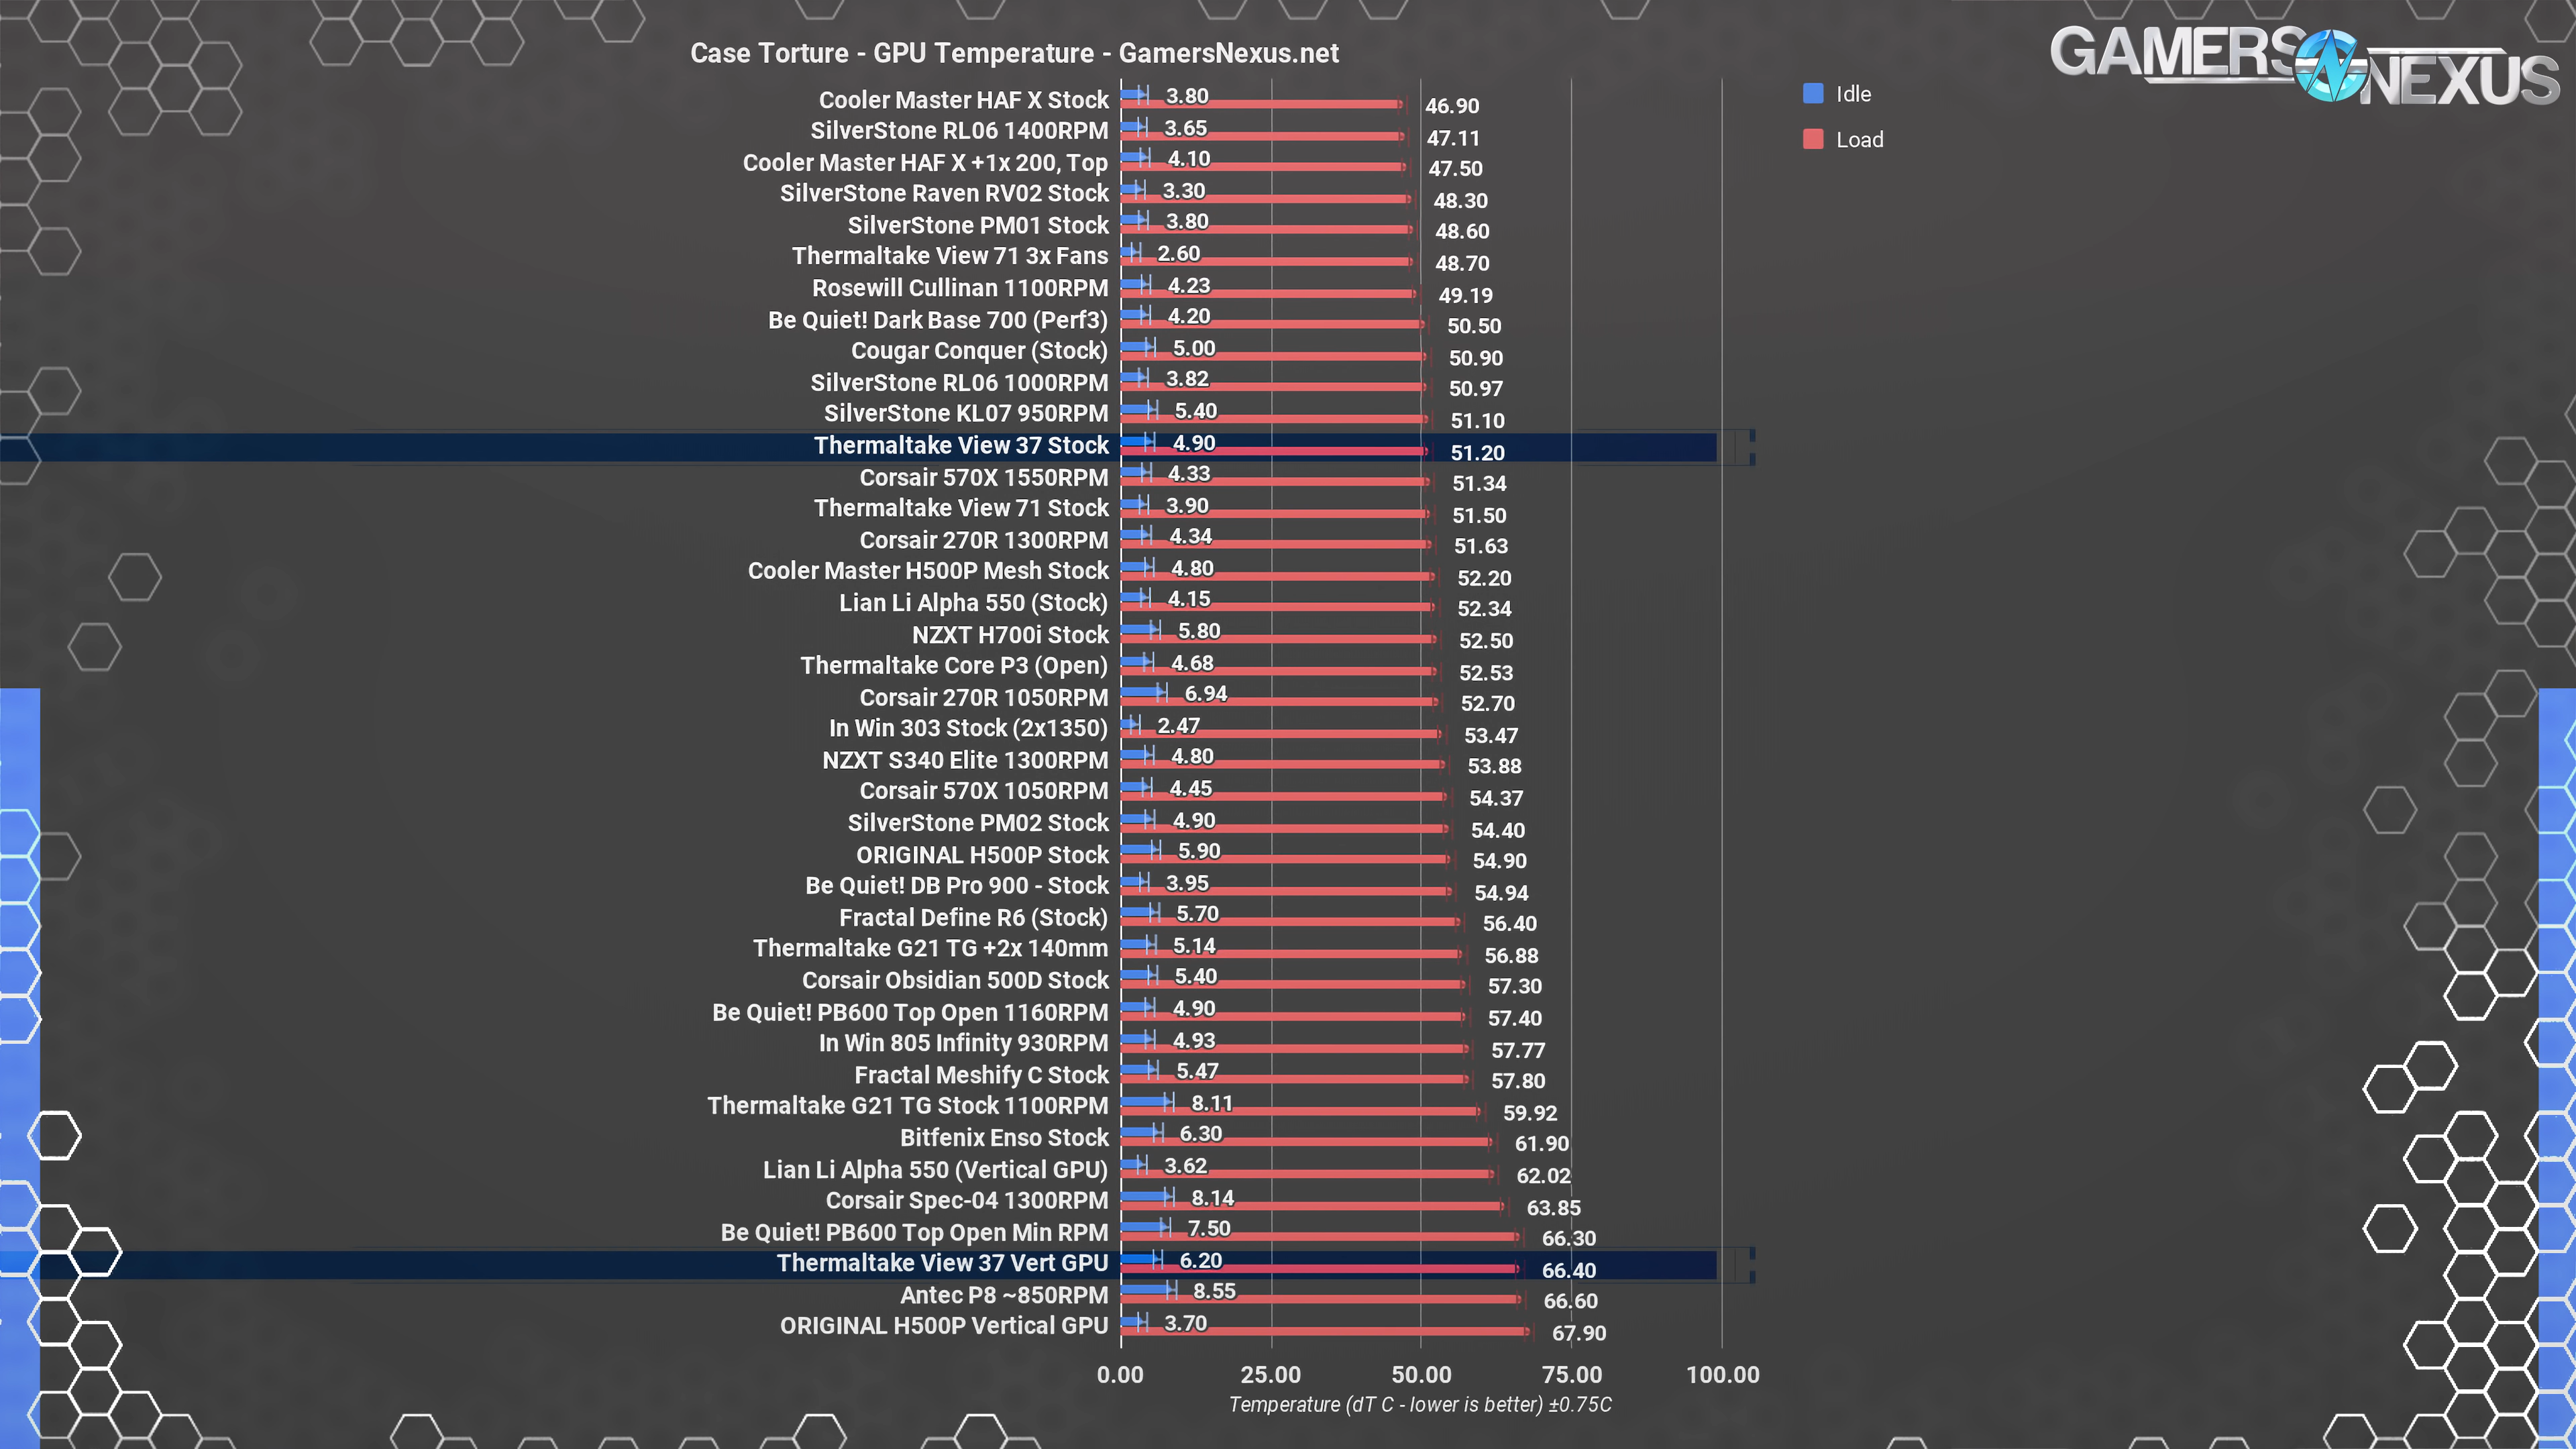 GAMERS NEXUS
Case Torture - GPU Temperature - GamersNexus.net
Idle
Load
Cooler Master HAF X Stock 3.80 46.90
SilverStone RL06 1400RPM 3.65 47.11
Cooler Master HAF X +1x 200, Top 4.10 47.50
SilverStone Raven RV02 Stock 3.30 48.30
SilverStone PM01 Stock 3.80 48.60
Thermaltake View 71 3x Fans 2.60 48.70
Rosewill Cullinan 1100RPM 4.23 49.19
Be Quiet! Dark Base 700 (Perf3) 4.20 50.50
Cougar Conquer (Stock) 5.00 50.90
SilverStone RL06 1000RPM 3.82 50.97
SilverStone KL07 950RPM 5.40 51.10
Thermaltake View 37 Stock 4.90 51.20
Corsair 570X 1550RPM 4.33 51.34
Thermaltake View 71 Stock 3.90 51.50
Corsair 270R 1300RPM 4.34 51.63
Cooler Master H500P Mesh Stock 4.80 52.20
Lian Li Alpha 550 (Stock) 4.15 52.34
NZXT H700i Stock 5.80 52.50
Thermaltake Core P3 (Open) 4.68 52.53
Corsair 270R 1050RPM 6.94 52.70
In Win 303 Stock (2x1350) 2.47 53.47
NZXT S340 Elite 1300RPM 4.80 53.88
Corsair 570X 1050RPM 4.45 54.37
SilverStone PM02 Stock 4.90 54.40
ORIGINAL H500P Stock 5.90 54.90
Be Quiet! DB Pro 900 - Stock 3.95 54.94
Fractal Define R6 (Stock) 5.70 56.40
Thermaltake G21 TG +2x 140mm 5.14 56.88
Corsair Obsidian 500D Stock 5.40 57.30
Be Quiet! PB600 Top Open 1160RPM 4.90 57.40
In Win 805 Infinity 930RPM 4.93 57.77
Fractal Meshify C Stock 5.47 57.80
Thermaltake G21 TG Stock 1100RPM 8.11 59.92
Bitfenix Enso Stock 6.30 61.90
Lian Li Alpha 550 (Vertical GPU) 3.62 62.02
Corsair Spec-04 1300RPM 8.14 63.85
Be Quiet! PB600 Top Open Min RPM 7.50 66.30
Thermaltake View 37 Vert GPU 6.20 66.40
Antec P8 ~850RPM 8.55 66.60
ORIGINAL H500P Vertical GPU 3.70 67.90
0.00 25.00 50.00 75.00 100.00
Temperature (dT C - lower is better) ±0.75C